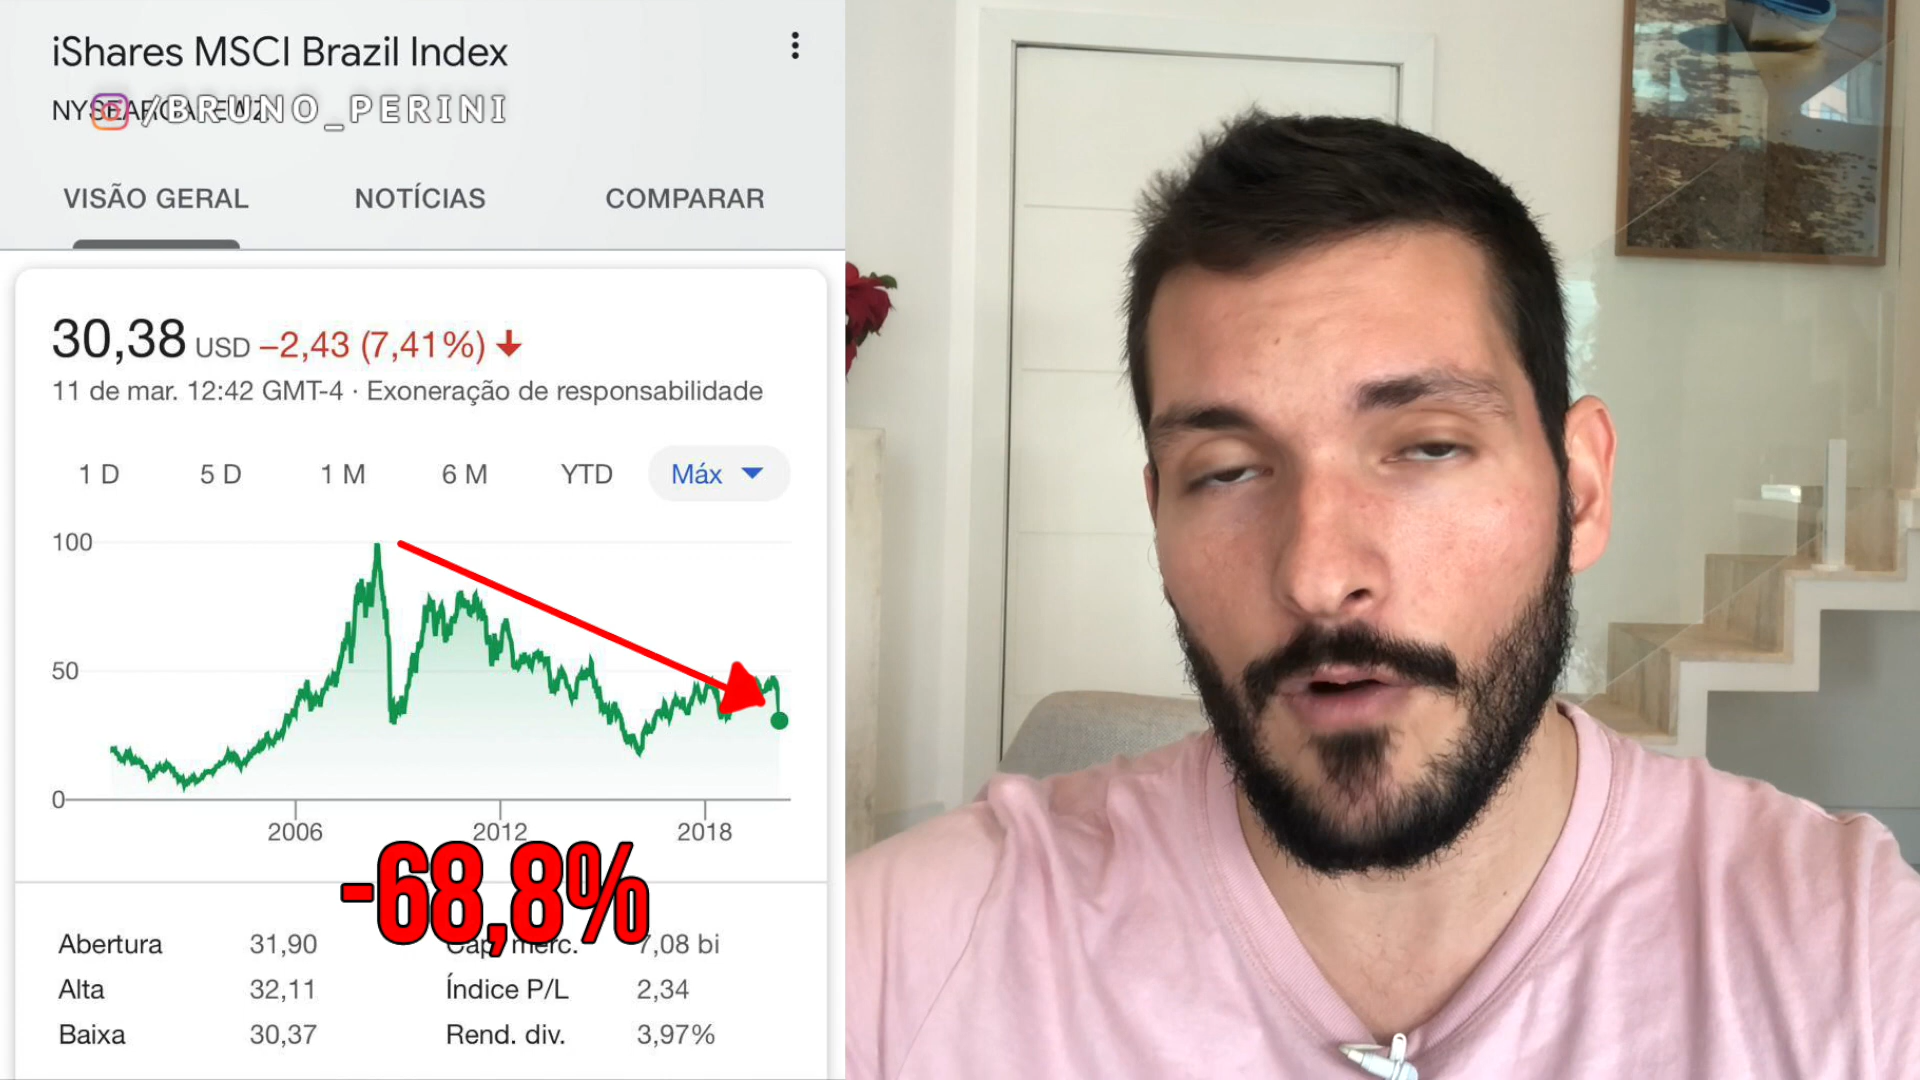 iShares MSCI Brazil Index
/BRUNO_PERINI
VISÃO GERAL NOTÍCIAS COMPARAR
30,38 USD −2,43 (7,41%)
11 de mar. 12:42 GMT-4 · Exoneração de responsabilidade
1 D 5 D 1 M 6 M YTD Máx
100
50
0
2006 2012 2018
-68,8%
Abertura 31,90 Cap. merc. 7,08 bi
Alta 32,11 Índice P/L 2,34
Baixa 30,37 Rend. div. 3,97%